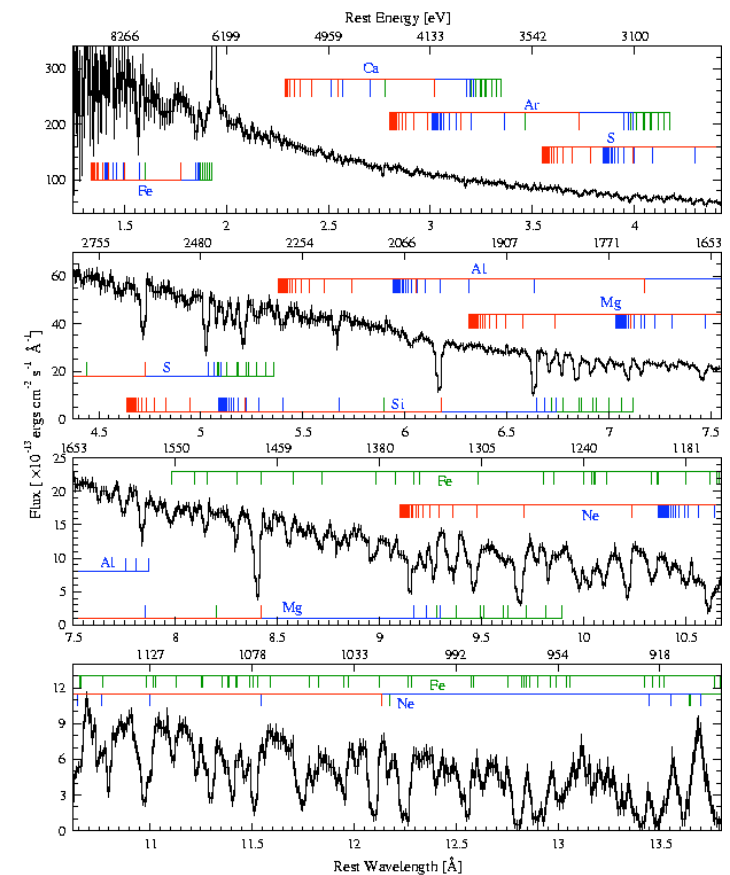 Rest Energy [eV]
8266 6199 4959 4133 3542 3100
300
200
100
Ca
Ar
S
Fe
1.5 2 2.5 3 3.5 4
2755 2480 2254 2066 1907 1771 1653
60
40
20
0
Al
Mg
S
Si
4.5 5 5.5 6 6.5 7 7.5
Flux [ ×10⁻¹³ ergs cm⁻² s⁻¹ Å⁻¹]
1653 1550 1459 1380 1305 1240 1181
25
20
15
10
5
0
Fe
Ne
Al
Mg
7.5 8 8.5 9 9.5 10 10.5
1127 1078 1033 992 954 918
12
9
6
3
0
Fe
Ne
11 11.5 12 12.5 13 13.5
Rest Wavelength [Å]